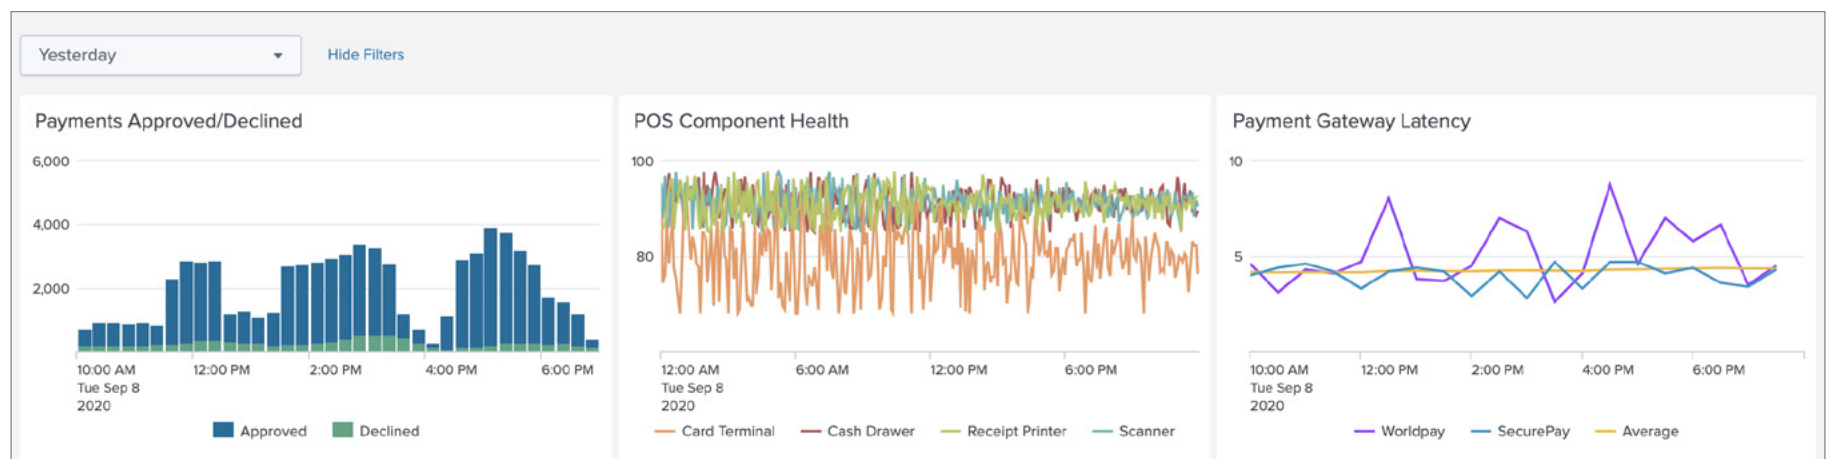 Yesterday
Hide Filters
Payments Approved/Declined
6,000
4,000
2,000
10:00 AM 12:00 PM 2:00 PM 4:00 PM 6:00 PM
Tue Sep 8
2020
Approved Declined
POS Component Health
100
80
12:00 AM 6:00 AM 12:00 PM 6:00 PM
Tue Sep 8
2020
Card Terminal Cash Drawer Receipt Printer Scanner
Payment Gateway Latency
10
5
10:00 AM 12:00 PM 2:00 PM 4:00 PM 6:00 PM
Tue Sep 8
2020
Worldpay SecurePay Average